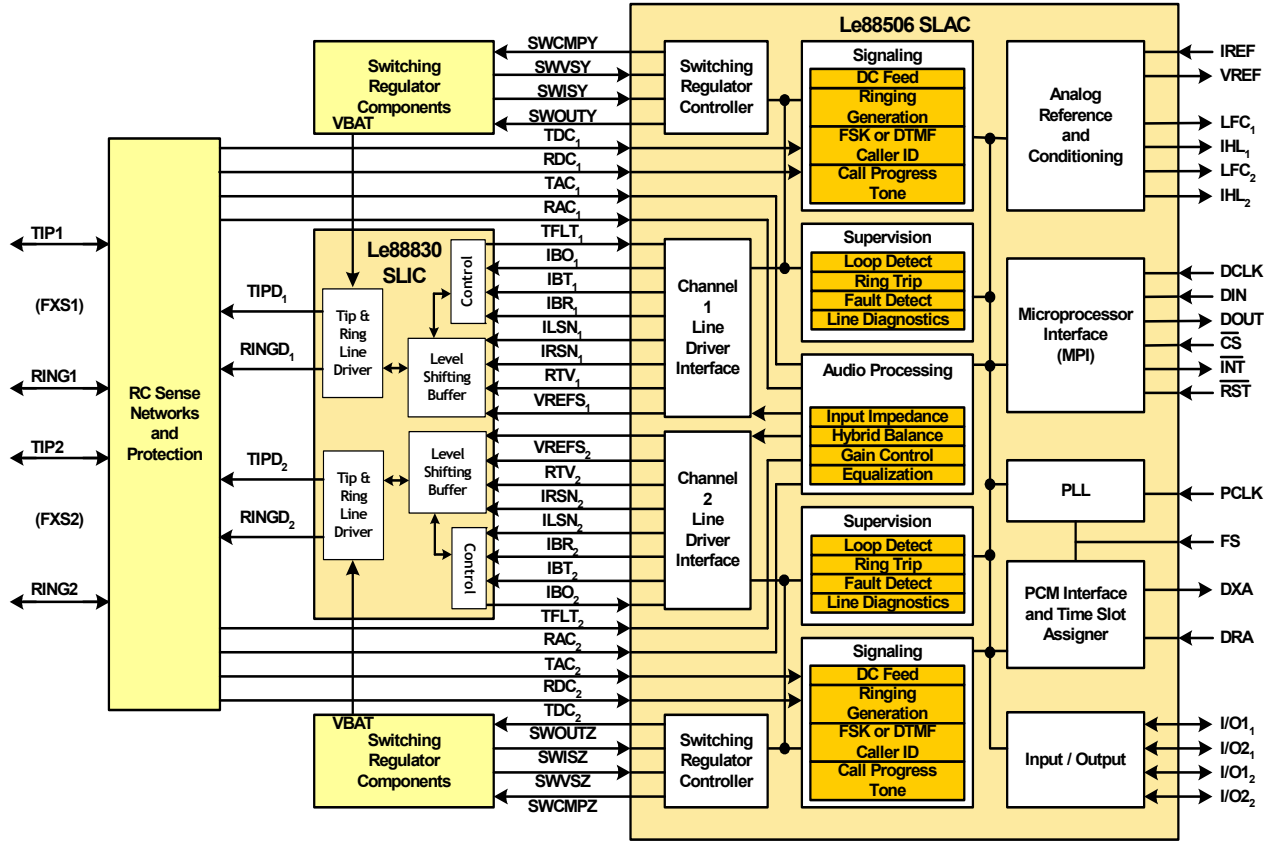 Le88506 SLAC
SWCMPY
SWVSY
SWISY
SWOUTY
TDC₁
RDC₁
TAC₁
RAC₁
TFLT₁
IBO₁
IBT₁
IBR₁
ILSN₁
IRSN₁
RTV₁
VREFS₁
VREFS₂
RTV₂
IRSN₂
ILSN₂
IBR₂
IBT₂
IBO₂
TFLT₂
RAC₂
TAC₂
RDC₂
TDC₂
SWOUTZ
SWISZ
SWVSZ
SWCMPZ
Switching
Regulator
Components
VBAT
TIP1
(FXS1)
RING1
TIP2
(FXS2)
RING2
RC Sense
Networks
and
Protection
TIPD₁
RINGD₁
TIPD₂
RINGD₂
Le88830
SLIC
Control
Tip &
Ring
Line
Driver
Level
Shifting
Buffer
Tip &
Ring
Line
Driver
Level
Shifting
Buffer
Control
VBAT
Switching
Regulator
Components
Switching
Regulator
Controller
Channel
1
Line
Driver
Interface
Channel
2
Line
Driver
Interface
Switching
Regulator
Controller
Signaling
DC Feed
Ringing
Generation
FSK or DTMF
Caller ID
Call Progress
Tone
Supervision
Loop Detect
Ring Trip
Fault Detect
Line Diagnostics
Audio Processing
Input Impedance
Hybrid Balance
Gain Control
Equalization
Supervision
Loop Detect
Ring Trip
Fault Detect
Line Diagnostics
Signaling
DC Feed
Ringing
Generation
FSK or DTMF
Caller ID
Call Progress
Tone
Analog
Reference
and
Conditioning
Microprocessor
Interface
(MPI)
PLL
PCM Interface
and Time Slot
Assigner
Input / Output
IREF
VREF
LFC₁
IHL₁
LFC₂
IHL₂
DCLK
DIN
DOUT
C̅S̅
I̅N̅T̅
R̅S̅T̅
PCLK
FS
DXA
DRA
I/O1₁
I/O2₁
I/O1₂
I/O2₂